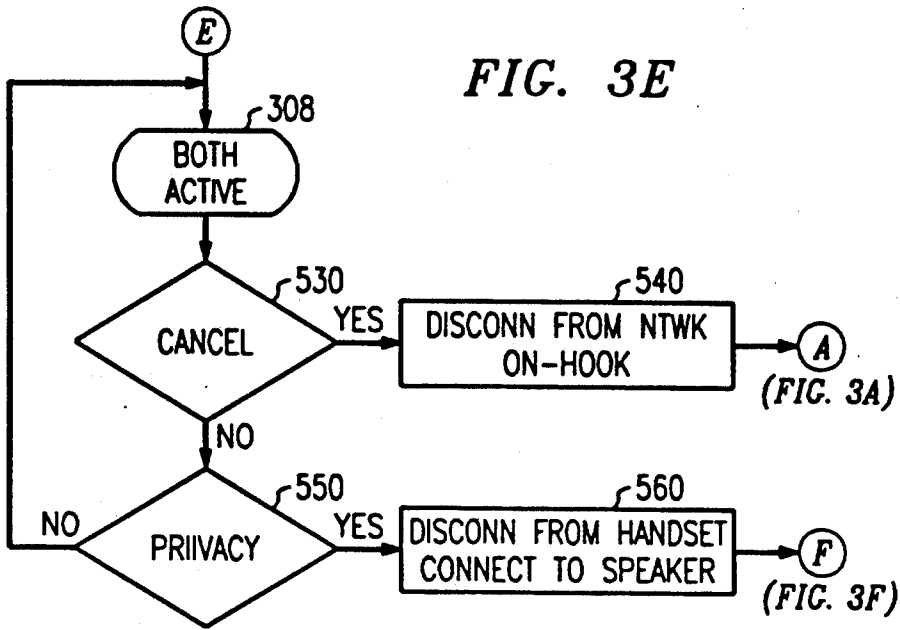 E
FIG. 3E
308
BOTH
ACTIVE
530
CANCEL
YES
540
DISCONN FROM NTWK
ON-HOOK
A
(FIG. 3A)
NO
550
PRIIVACY
NO
YES
560
DISCONN FROM HANDSET
CONNECT TO SPEAKER
F
(FIG. 3F)